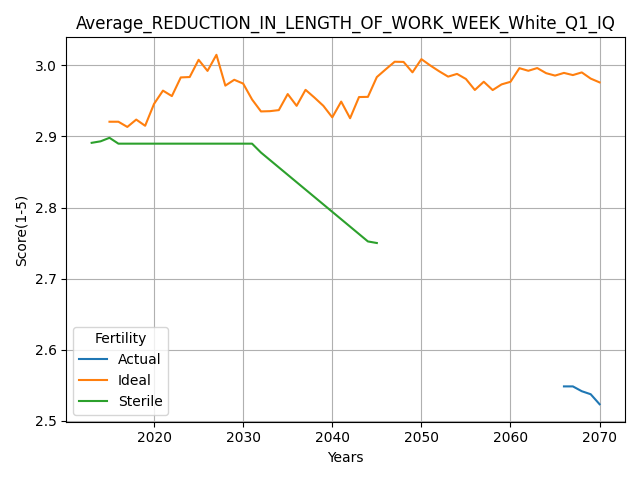 Average_REDUCTION_IN_LENGTH_OF_WORK_WEEK_White_Q1_IQ
3.0
2.9
2.8
2.7
2.6
2.5
Score(1-5)
Fertility
Actual
Ideal
Sterile
2020 2030 2040 2050 2060 2070
Years